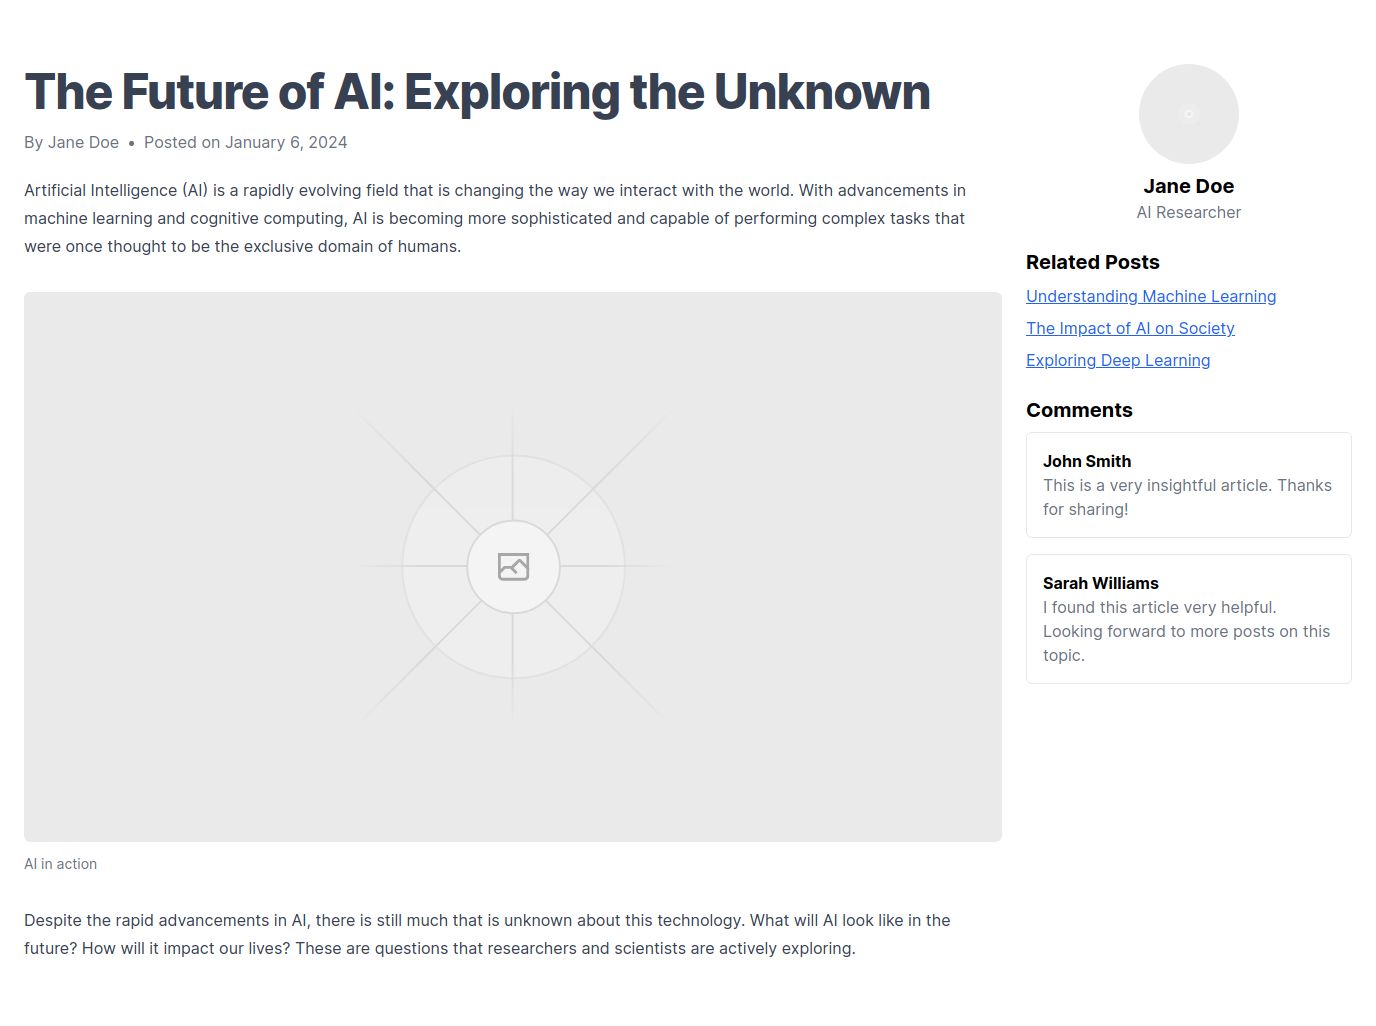 The Future of AI: Exploring the Unknown
By Jane Doe • Posted on January 6, 2024
Artificial Intelligence (AI) is a rapidly evolving field that is changing the way we interact with the world. With advancements in
machine learning and cognitive computing, AI is becoming more sophisticated and capable of performing complex tasks that
were once thought to be the exclusive domain of humans.
AI in action
Despite the rapid advancements in AI, there is still much that is unknown about this technology. What will AI look like in the
future? How will it impact our lives? These are questions that researchers and scientists are actively exploring.
Jane Doe
AI Researcher
Related Posts
Understanding Machine Learning
The Impact of AI on Society
Exploring Deep Learning
Comments
John Smith
This is a very insightful article. Thanks
for sharing!
Sarah Williams
I found this article very helpful.
Looking forward to more posts on this
topic.